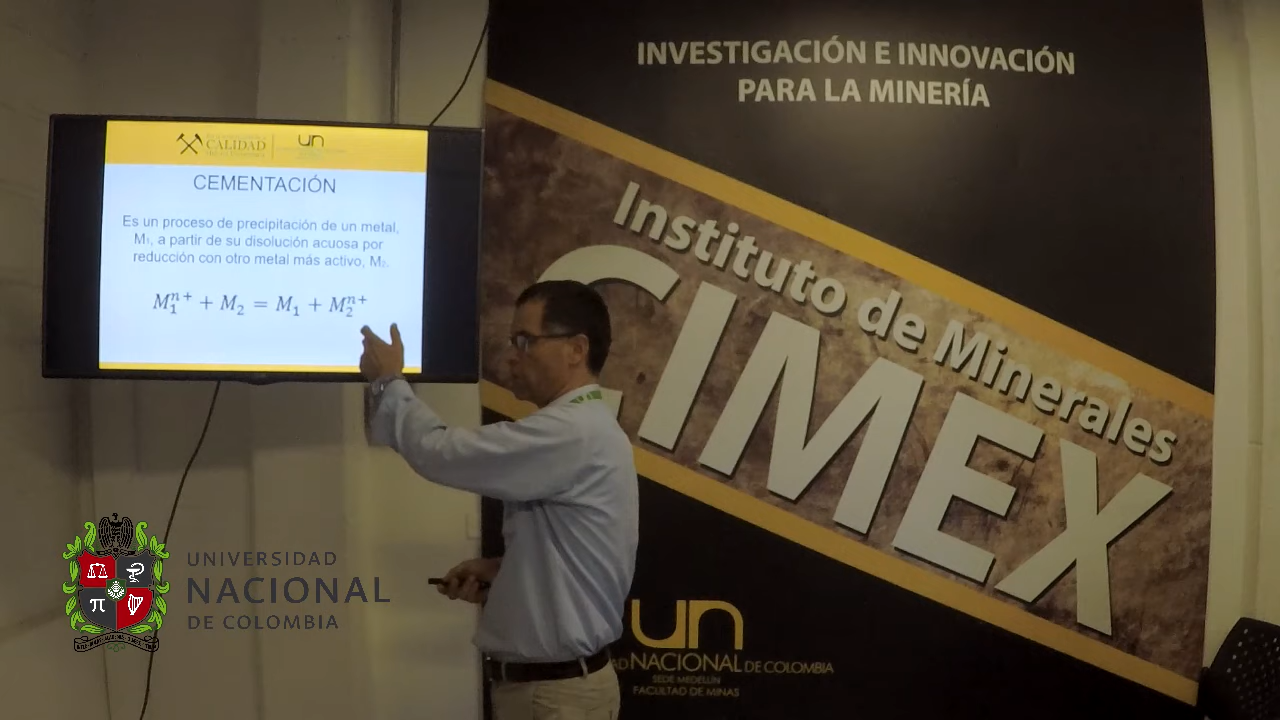 INVESTIGACIÓN E INNOVACIÓN
PARA LA MINERÍA
CALIDAD
un
CEMENTACIÓN
Es un proceso de precipitación de un metal,
M₁, a partir de su disolución acuosa por
reducción con otro metal más activo, M₂.
M₁ⁿ⁺ + M₂ = M₁ + M₂ⁿ⁺
Instituto de Minerales
CIMEX
UNIVERSIDAD
NACIONAL
DE COLOMBIA
un
NACIONAL DE COLOMBIA
SEDE MEDELLÍN
FACULTAD DE MINAS